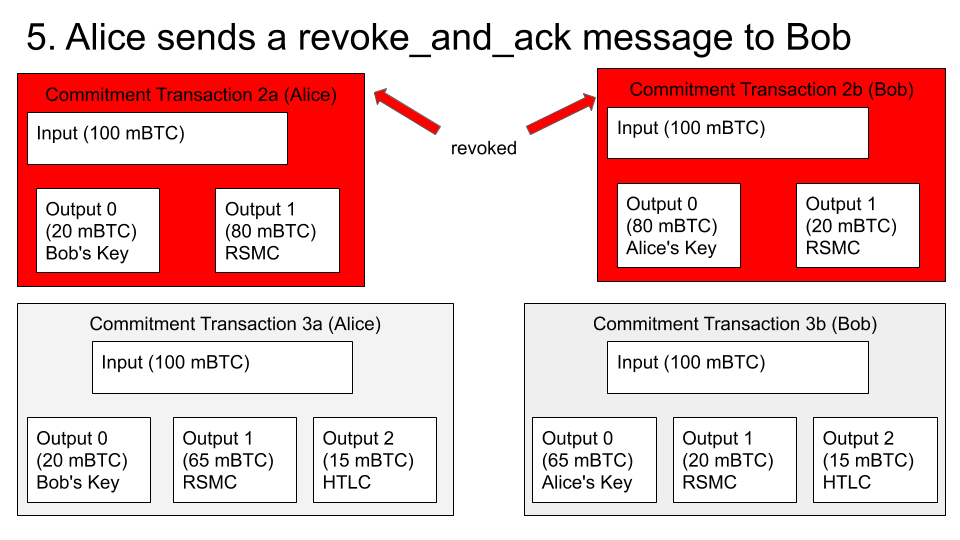 5. Alice sends a revoke_and_ack message to Bob
Commitment Transaction 2a (Alice)
Input (100 mBTC)
Output 0
(20 mBTC)
Bob's Key
Output 1
(80 mBTC)
RSMC
revoked
Commitment Transaction 2b (Bob)
Input (100 mBTC)
Output 0
(80 mBTC)
Alice's Key
Output 1
(20 mBTC)
RSMC
Commitment Transaction 3a (Alice)
Input (100 mBTC)
Output 0
(20 mBTC)
Bob's Key
Output 1
(65 mBTC)
RSMC
Output 2
(15 mBTC)
HTLC
Commitment Transaction 3b (Bob)
Input (100 mBTC)
Output 0
(65 mBTC)
Alice's Key
Output 1
(20 mBTC)
RSMC
Output 2
(15 mBTC)
HTLC